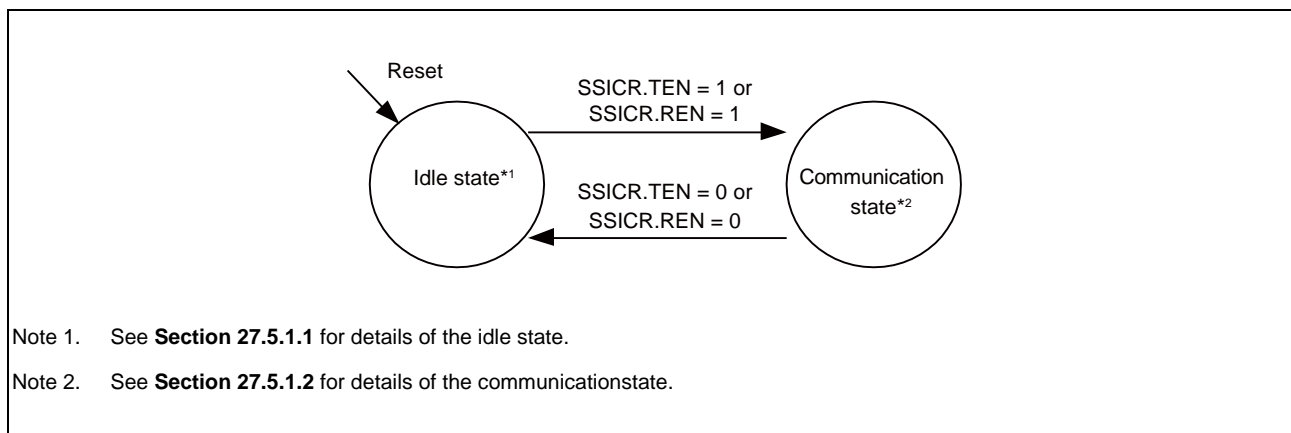 Reset
SSICR.TEN = 1 or
SSICR.REN = 1
Idle state*1
Communication
state*2
SSICR.TEN = 0 or
SSICR.REN = 0
Note 1. See Section 27.5.1.1 for details of the idle state.
Note 2. See Section 27.5.1.2 for details of the communicationstate.